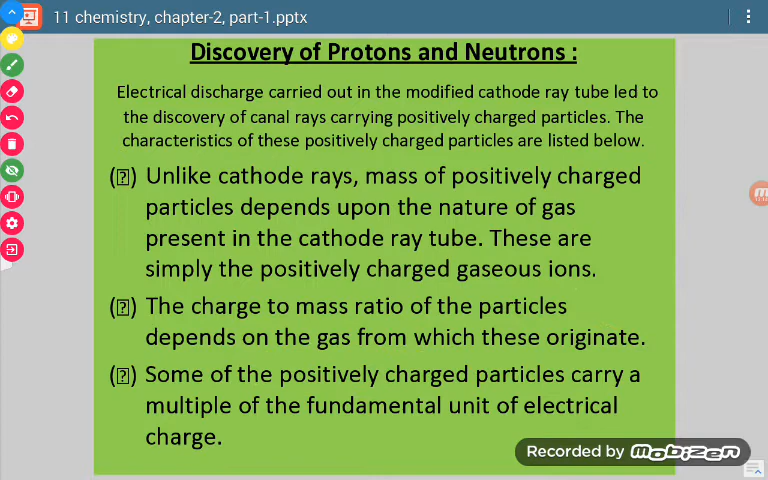 11 chemistry, chapter-2, part-1.pptx
Discovery of Protons and Neutrons :
Electrical discharge carried out in the modified cathode ray tube led to
the discovery of canal rays carrying positively charged particles. The
characteristics of these positively charged particles are listed below.
(⍰) Unlike cathode rays, mass of positively charged
particles depends upon the nature of gas
present in the cathode ray tube. These are
simply the positively charged gaseous ions.
(⍰) The charge to mass ratio of the particles
depends on the gas from which these originate.
(⍰) Some of the positively charged particles carry a
multiple of the fundamental unit of electrical
charge.
Recorded by mobizen